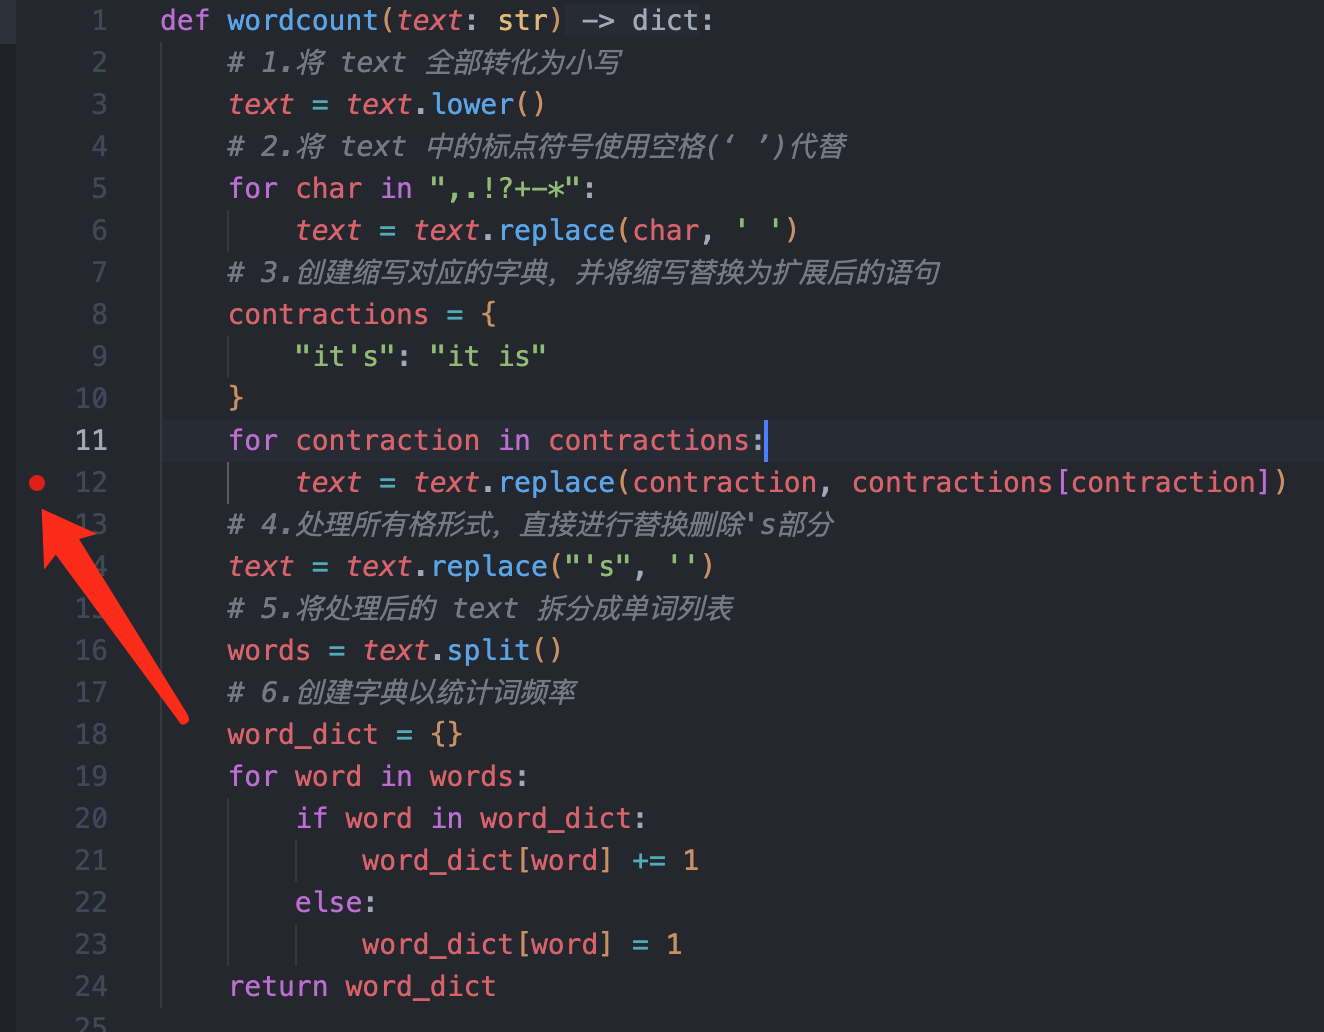 1 def wordcount(text: str) -> dict:
2 # 1.将 text 全部转化为小写
3 text = text.lower()
4 # 2.将 text 中的标点符号使用空格(‘ ’)代替
5 for char in ",.!?+-*":
6 text = text.replace(char, ' ')
7 # 3.创建缩写对应的字典，并将缩写替换为扩展后的语句
8 contractions = {
9 "it's": "it is"
10 }
11 for contraction in contractions:
12 text = text.replace(contraction, contractions[contraction])
13 # 4.处理所有格形式，直接进行替换删除's部分
14 text = text.replace("'s", '')
15 # 5.将处理后的 text 拆分成单词列表
16 words = text.split()
17 # 6.创建字典以统计词频率
18 word_dict = {}
19 for word in words:
20 if word in word_dict:
21 word_dict[word] += 1
22 else:
23 word_dict[word] = 1
24 return word_dict
25